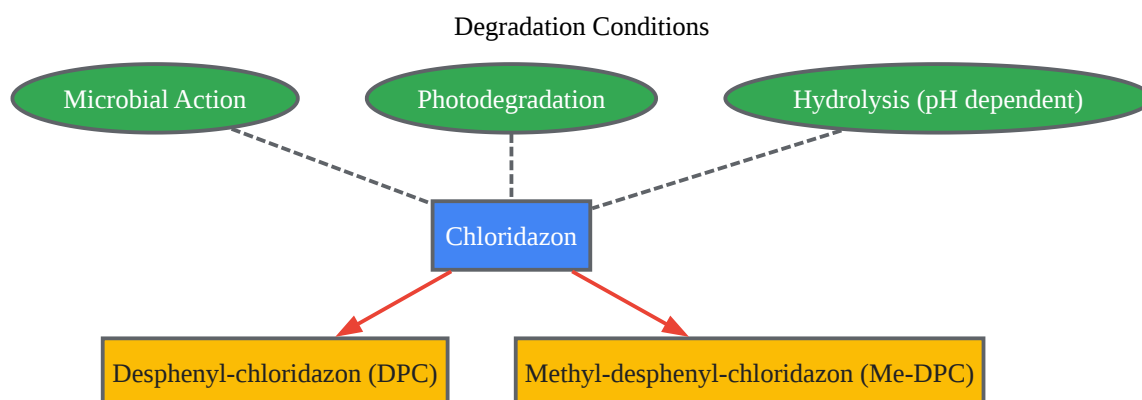 Degradation Conditions
Microbial Action
Photodegradation
Hydrolysis (pH dependent)
Chloridazon
Desphenyl-chloridazon (DPC)
Methyl-desphenyl-chloridazon (Me-DPC)